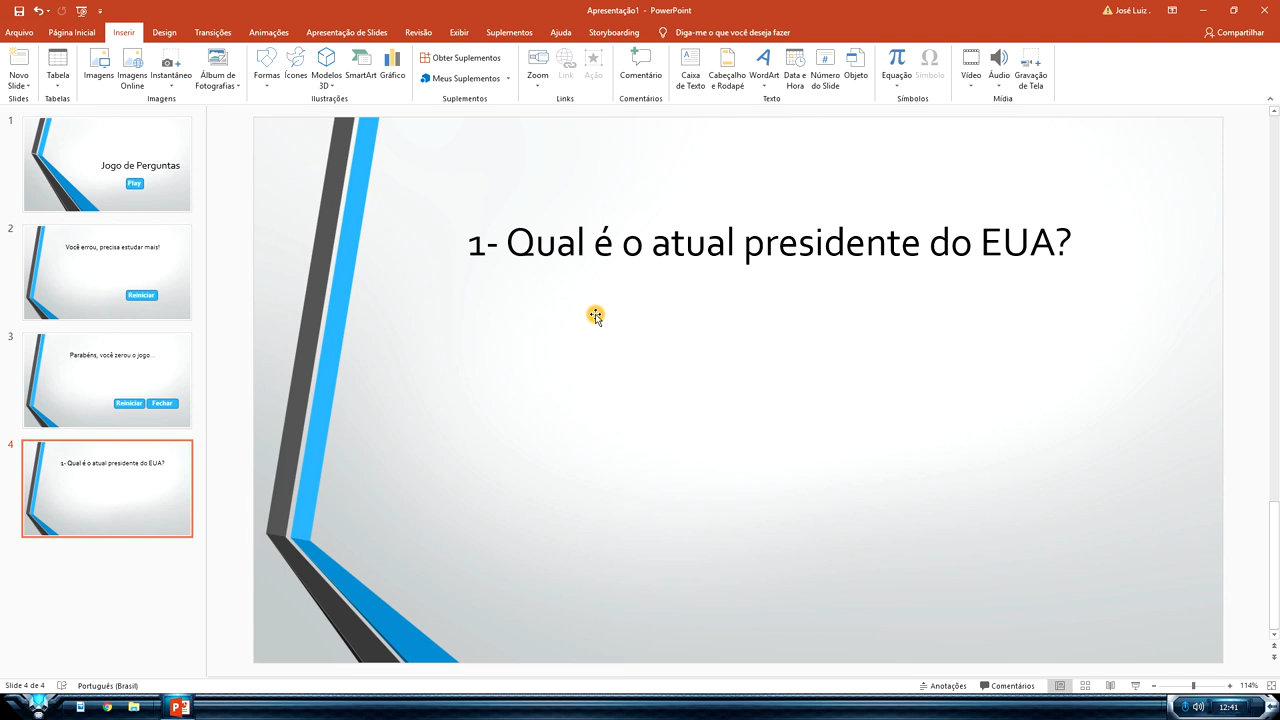 Apresentação1 - PowerPoint
José Luiz .
Arquivo Página Inicial Inserir Design Transições Animações Apresentação de Slides Revisão Exibir Suplementos Ajuda Storyboarding Diga-me o que você deseja fazer Compartilhar
Novo Slide
Tabela
Imagens
Imagens Online
Instantâneo
Álbum de Fotografias
Formas
Ícones
Modelos 3D
SmartArt
Gráfico
Obter Suplementos
Meus Suplementos
Zoom
Link
Ação
Comentário
Caixa de Texto
Cabeçalho e Rodapé
WordArt
Data e Hora
Número do Slide
Objeto
Equação
Símbolo
Vídeo
Áudio
Gravação de Tela
Slides Tabelas Imagens Ilustrações Suplementos Links Comentários Texto Símbolos Mídia
1
Jogo de Perguntas
Play
2
Você errou, precisa estudar mais!
Reiniciar
3
Parabéns, você zerou o jogo...
Reiniciar Fechar
4
1- Qual é o atual presidente do EUA?
1- Qual é o atual presidente do EUA?
Slide 4 de 4 Português (Brasil) Anotações Comentários 114%
12:41